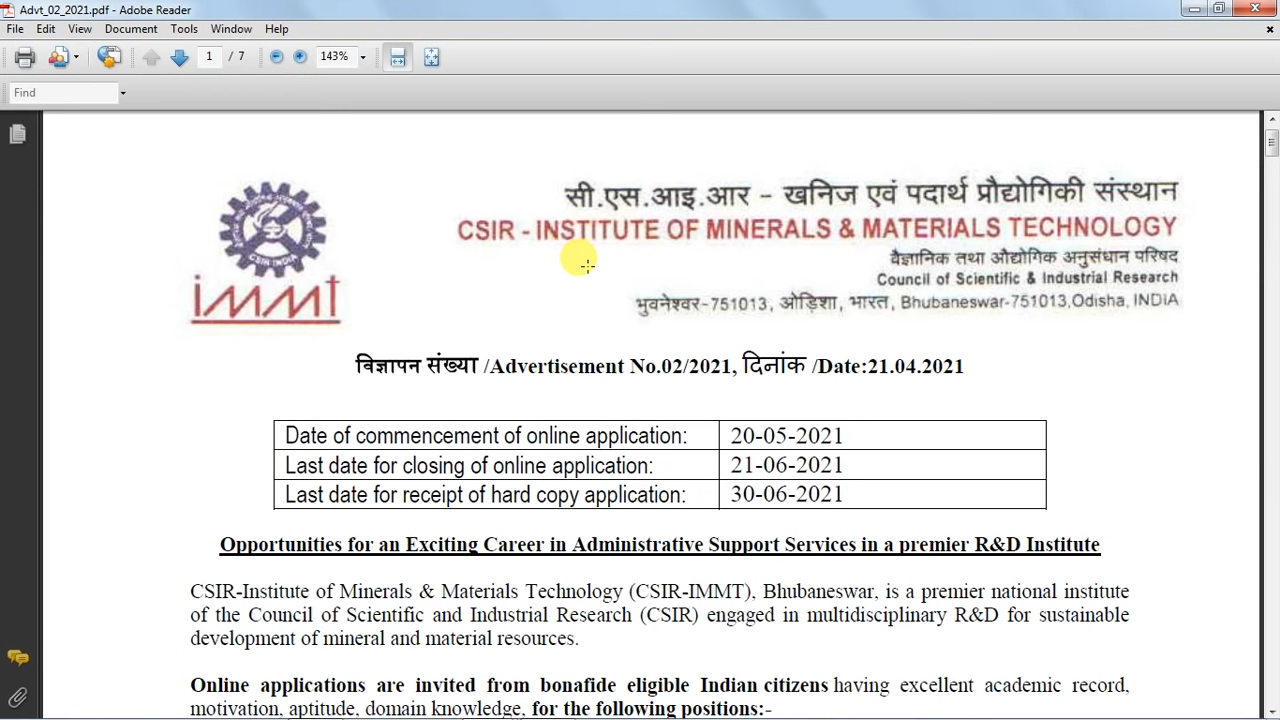 Advt_02_2021.pdf - Adobe Reader
File Edit View Document Tools Window Help
1 / 7 143%
Find
सी.एस.आइ.आर - खनिज एवं पदार्थ प्रौद्योगिकी संस्थान
CSIR - INSTITUTE OF MINERALS & MATERIALS TECHNOLOGY
वैज्ञानिक तथा औद्योगिक अनुसंधान परिषद
Council of Scientific & Industrial Research
भुवनेश्वर-751013, ओड़िशा, भारत, Bhubaneswar-751013,Odisha, INDiA
CSIR INDIA
immt
विज्ञापन संख्या /Advertisement No.02/2021, दिनांक /Date:21.04.2021
Date of commencement of online application: 20-05-2021
Last date for closing of online application: 21-06-2021
Last date for receipt of hard copy application: 30-06-2021
Opportunities for an Exciting Career in Administrative Support Services in a premier R&D Institute
CSIR-Institute of Minerals & Materials Technology (CSIR-IMMT), Bhubaneswar, is a premier national institute
of the Council of Scientific and Industrial Research (CSIR) engaged in multidisciplinary R&D for sustainable
development of mineral and material resources.
Online applications are invited from bonafide eligible Indian citizens having excellent academic record,
motivation, aptitude, domain knowledge, for the following positions:-